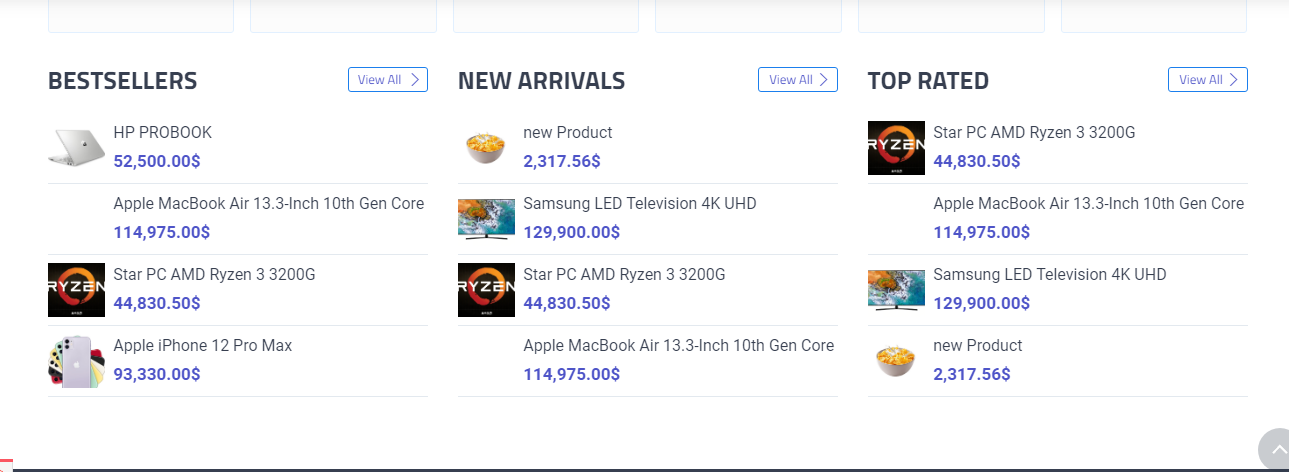 BESTSELLERS
View All
HP PROBOOK
52,500.00$
Apple MacBook Air 13.3-Inch 10th Gen Core
114,975.00$
RYZEN
Star PC AMD Ryzen 3 3200G
44,830.50$
Apple iPhone 12 Pro Max
93,330.00$
NEW ARRIVALS
View All
new Product
2,317.56$
Samsung LED Television 4K UHD
129,900.00$
RYZEN
Star PC AMD Ryzen 3 3200G
44,830.50$
Apple MacBook Air 13.3-Inch 10th Gen Core
114,975.00$
TOP RATED
View All
RYZEN
Star PC AMD Ryzen 3 3200G
44,830.50$
Apple MacBook Air 13.3-Inch 10th Gen Core
114,975.00$
Samsung LED Television 4K UHD
129,900.00$
new Product
2,317.56$